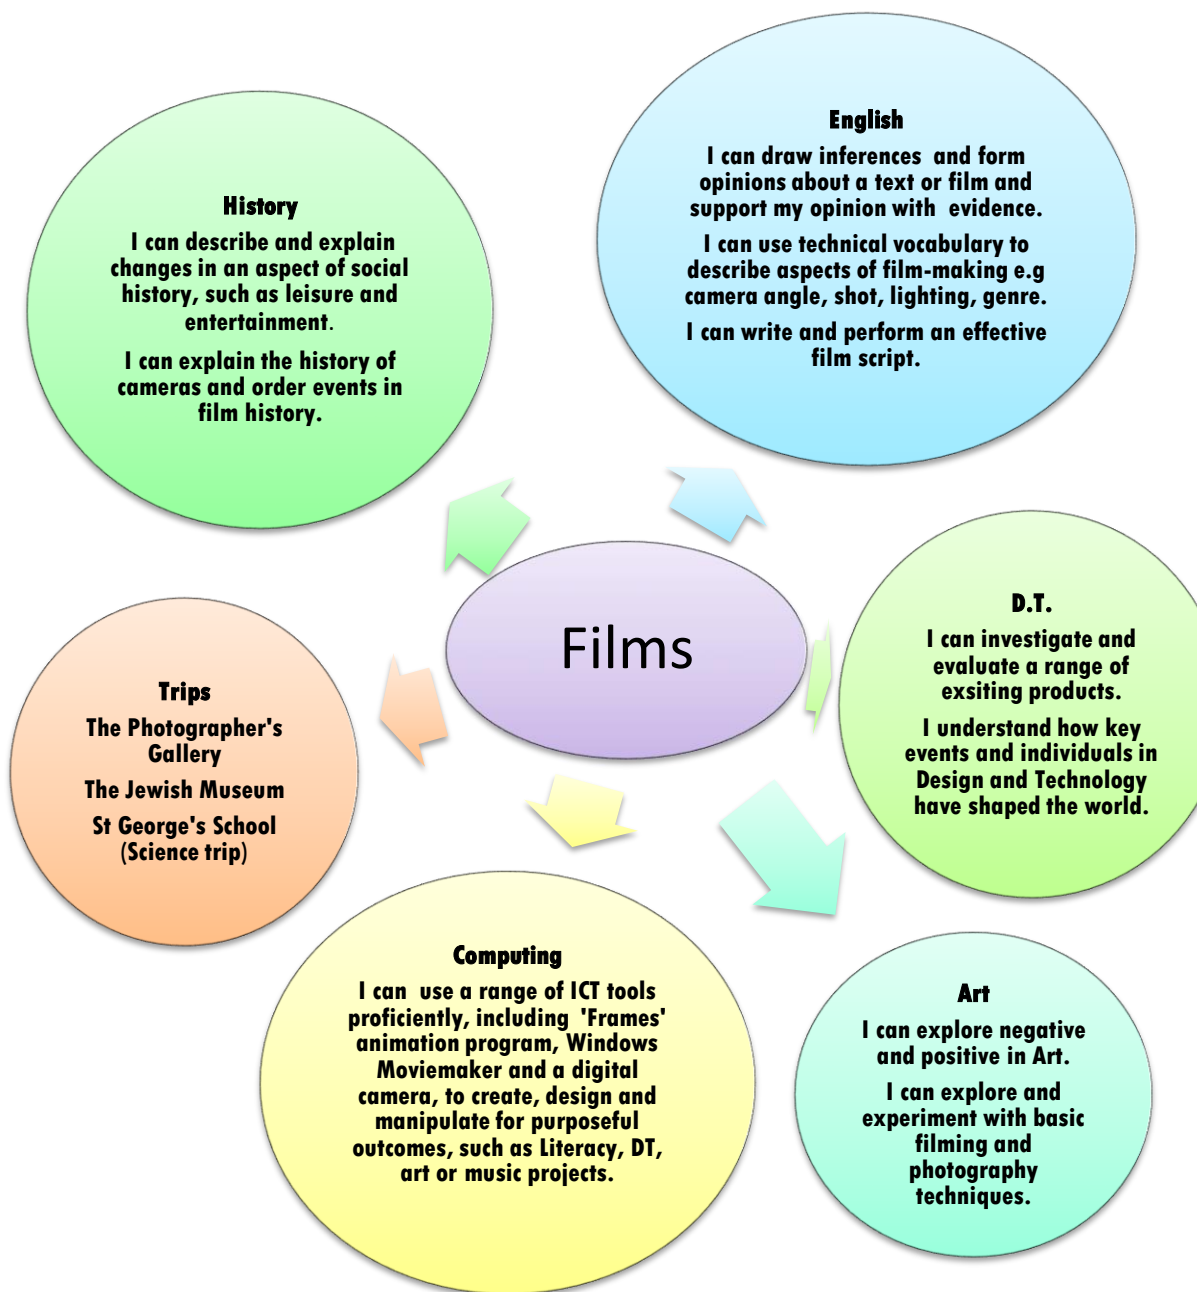 History
I can describe and explain
changes in an aspect of social
history, such as leisure and
entertainment.
I can explain the history of
cameras and order events in
film history.
English
I can draw inferences  and form
opinions about a text or film and
support my opinion with  evidence.
I can use technical vocabulary to
describe aspects of film-making e.g
camera angle, shot, lighting, genre.
I can write and perform an effective
film script.
Films
D.T.
I can investigate and
evaluate a range of
exsiting products.
I understand how key
events and individuals in
Design and Technology
have shaped the world.
Trips
The Photographer's
Gallery
The Jewish Museum
St George's School
(Science trip)
Computing
I can  use a range of ICT tools
proficiently, including  'Frames'
animation program, Windows
Moviemaker and a digital
camera, to create, design and
manipulate for purposeful
outcomes, such as Literacy, DT,
art or music projects.
Art
I can explore negative
and positive in Art.
I can explore and
experiment with basic
filming and
photography
techniques.